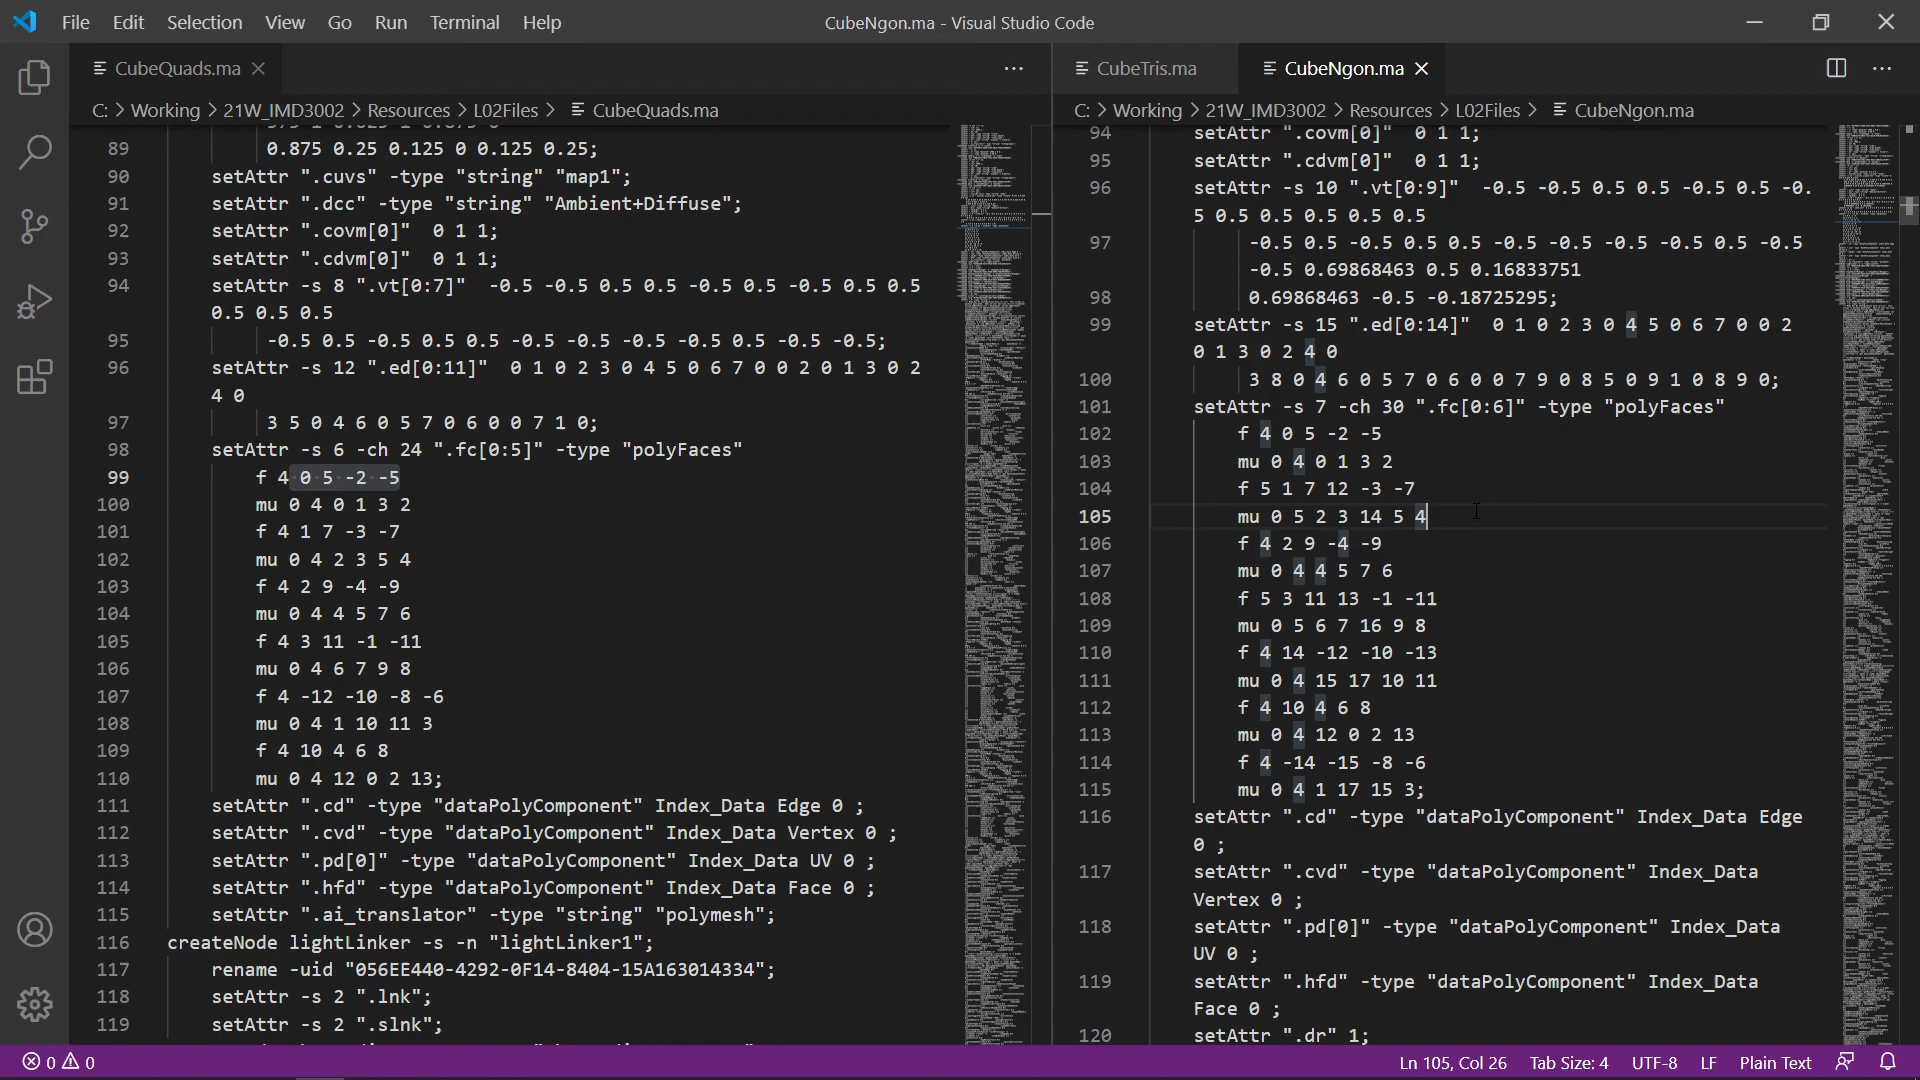 File Edit Selection View Go Run Terminal Help
CubeNgon.ma - Visual Studio Code
CubeQuads.ma
C: > Working > 21W_IMD3002 > Resources > L02Files > CubeQuads.ma
89 0.875 0.25 0.125 0 0.125 0.25;
90 setAttr ".cuvs" -type "string" "map1";
91 setAttr ".dcc" -type "string" "Ambient+Diffuse";
92 setAttr ".covm[0]"  0 1 1;
93 setAttr ".cdvm[0]"  0 1 1;
94 setAttr -s 8 ".vt[0:7]"  -0.5 -0.5 0.5 0.5 -0.5 0.5 -0.5 0.5 0.5
0.5 0.5 0.5
95 -0.5 0.5 -0.5 0.5 0.5 -0.5 -0.5 -0.5 -0.5 0.5 -0.5 -0.5;
96 setAttr -s 12 ".ed[0:11]"  0 1 0 2 3 0 4 5 0 6 7 0 0 2 0 1 3 0 2
4 0
97 3 5 0 4 6 0 5 7 0 6 0 0 7 1 0;
98 setAttr -s 6 -ch 24 ".fc[0:5]" -type "polyFaces"
99 f 4 0 5 -2 -5
100 mu 0 4 0 1 3 2
101 f 4 1 7 -3 -7
102 mu 0 4 2 3 5 4
103 f 4 2 9 -4 -9
104 mu 0 4 4 5 7 6
105 f 4 3 11 -1 -11
106 mu 0 4 6 7 9 8
107 f 4 -12 -10 -8 -6
108 mu 0 4 1 10 11 3
109 f 4 10 4 6 8
110 mu 0 4 12 0 2 13;
111 setAttr ".cd" -type "dataPolyComponent" Index_Data Edge 0 ;
112 setAttr ".cvd" -type "dataPolyComponent" Index_Data Vertex 0 ;
113 setAttr ".pd[0]" -type "dataPolyComponent" Index_Data UV 0 ;
114 setAttr ".hfd" -type "dataPolyComponent" Index_Data Face 0 ;
115 setAttr ".ai_translator" -type "string" "polymesh";
116 createNode lightLinker -s -n "lightLinker1";
117 rename -uid "056EE440-4292-0F14-8404-15A163014334";
118 setAttr -s 2 ".lnk";
119 setAttr -s 2 ".slnk";
CubeTris.ma CubeNgon.ma
C: > Working > 21W_IMD3002 > Resources > L02Files > CubeNgon.ma
94 setAttr ".covm[0]"  0 1 1;
95 setAttr ".cdvm[0]"  0 1 1;
96 setAttr -s 10 ".vt[0:9]"  -0.5 -0.5 0.5 0.5 -0.5 0.5 -0.
5 0.5 0.5 0.5 0.5 0.5
97 -0.5 0.5 -0.5 0.5 0.5 -0.5 -0.5 -0.5 -0.5 0.5 -0.5
-0.5 0.69868463 0.5 0.16833751
98 0.69868463 -0.5 -0.18725295;
99 setAttr -s 15 ".ed[0:14]"  0 1 0 2 3 0 4 5 0 6 7 0 0 2
0 1 3 0 2 4 0
100 3 8 0 4 6 0 5 7 0 6 0 0 7 9 0 8 5 0 9 1 0 8 9 0;
101 setAttr -s 7 -ch 30 ".fc[0:6]" -type "polyFaces"
102 f 4 0 5 -2 -5
103 mu 0 4 0 1 3 2
104 f 5 1 7 12 -3 -7
105 mu 0 5 2 3 14 5 4
106 f 4 2 9 -4 -9
107 mu 0 4 4 5 7 6
108 f 5 3 11 13 -1 -11
109 mu 0 5 6 7 16 9 8
110 f 4 14 -12 -10 -13
111 mu 0 4 15 17 10 11
112 f 4 10 4 6 8
113 mu 0 4 12 0 2 13
114 f 4 -14 -15 -8 -6
115 mu 0 4 1 17 15 3;
116 setAttr ".cd" -type "dataPolyComponent" Index_Data Edge
0 ;
117 setAttr ".cvd" -type "dataPolyComponent" Index_Data
Vertex 0 ;
118 setAttr ".pd[0]" -type "dataPolyComponent" Index_Data
UV 0 ;
119 setAttr ".hfd" -type "dataPolyComponent" Index_Data
Face 0 ;
120 setAttr ".dr" 1;
0 0
Ln 105, Col 26 Tab Size: 4 UTF-8 LF Plain Text